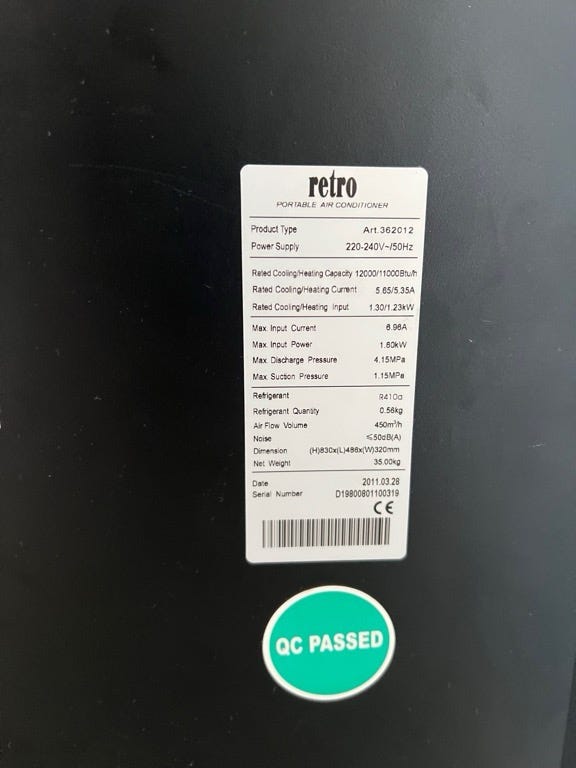 retro
PORTABLE AIR CONDITIONER
Product Type Art.362012
Power Supply 220-240V~/50Hz
Rated Cooling/Heating Capacity 12000/11000Btu/h
Rated Cooling/Heating Current 5.65/5.35A
Rated Cooling/Heating Input 1.30/1.23kW
Max. Input Current 6.96A
Max. Input Power 1.60kW
Max. Discharge Pressure 4.15MPa
Max. Suction Pressure 1.15MPa
Refrigerant R410a
Refrigerant Quantity 0.56kg
Air Flow Volume 450m³/h
Noise ≤50dB(A)
Dimension (H)830x(L)486x(W)320mm
Net Weight 35.00kg
Date 2011.03.28
Serial Number D19800801100319
CE
QC PASSED